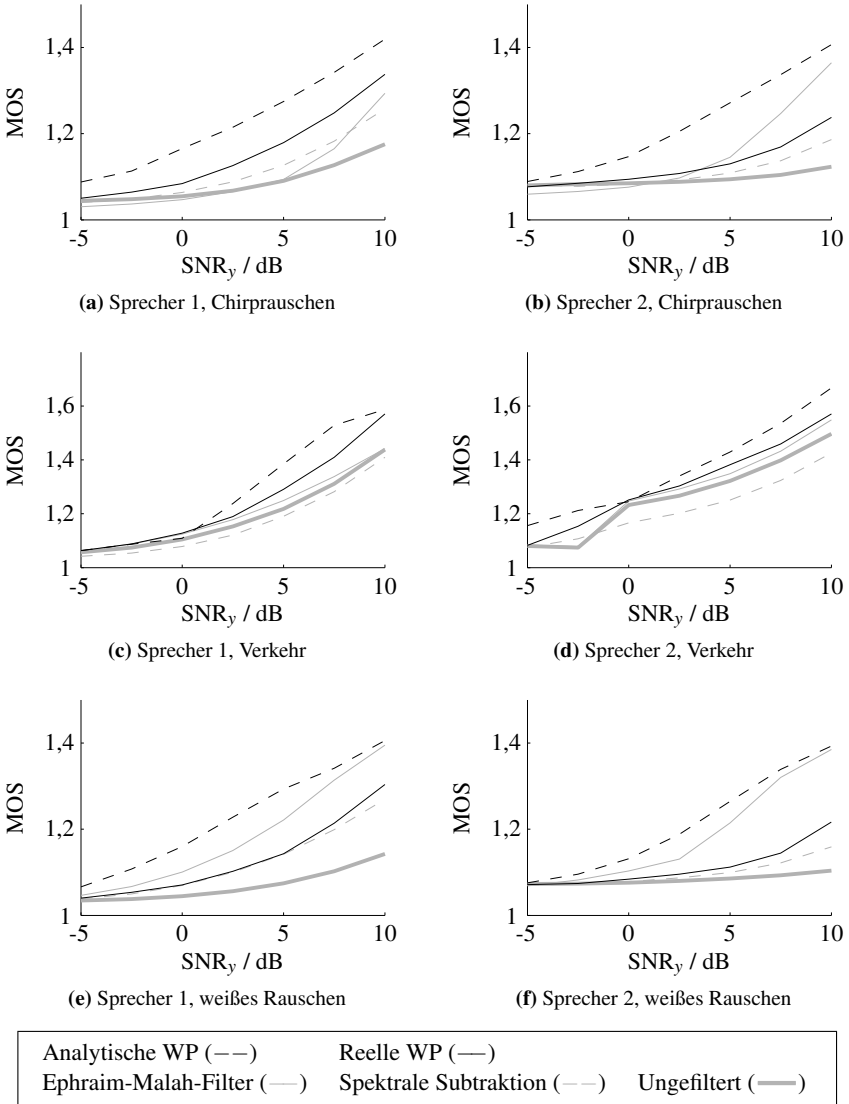 1,4
1,2
1
MOS
-5 0 5 10
SNRy / dB
(a) Sprecher 1, Chirprauschen
1,4
1,2
1
MOS
-5 0 5 10
SNRy / dB
(b) Sprecher 2, Chirprauschen
1,6
1,4
1,2
1
MOS
-5 0 5 10
SNRy / dB
(c) Sprecher 1, Verkehr
1,6
1,4
1,2
1
MOS
-5 0 5 10
SNRy / dB
(d) Sprecher 2, Verkehr
1,4
1,2
1
MOS
-5 0 5 10
SNRy / dB
(e) Sprecher 1, weißes Rauschen
1,4
1,2
1
MOS
-5 0 5 10
SNRy / dB
(f) Sprecher 2, weißes Rauschen
Analytische WP (−−) Reelle WP (—)
Ephraim-Malah-Filter (—) Spektrale Subtraktion (−−) Ungefiltert (—)